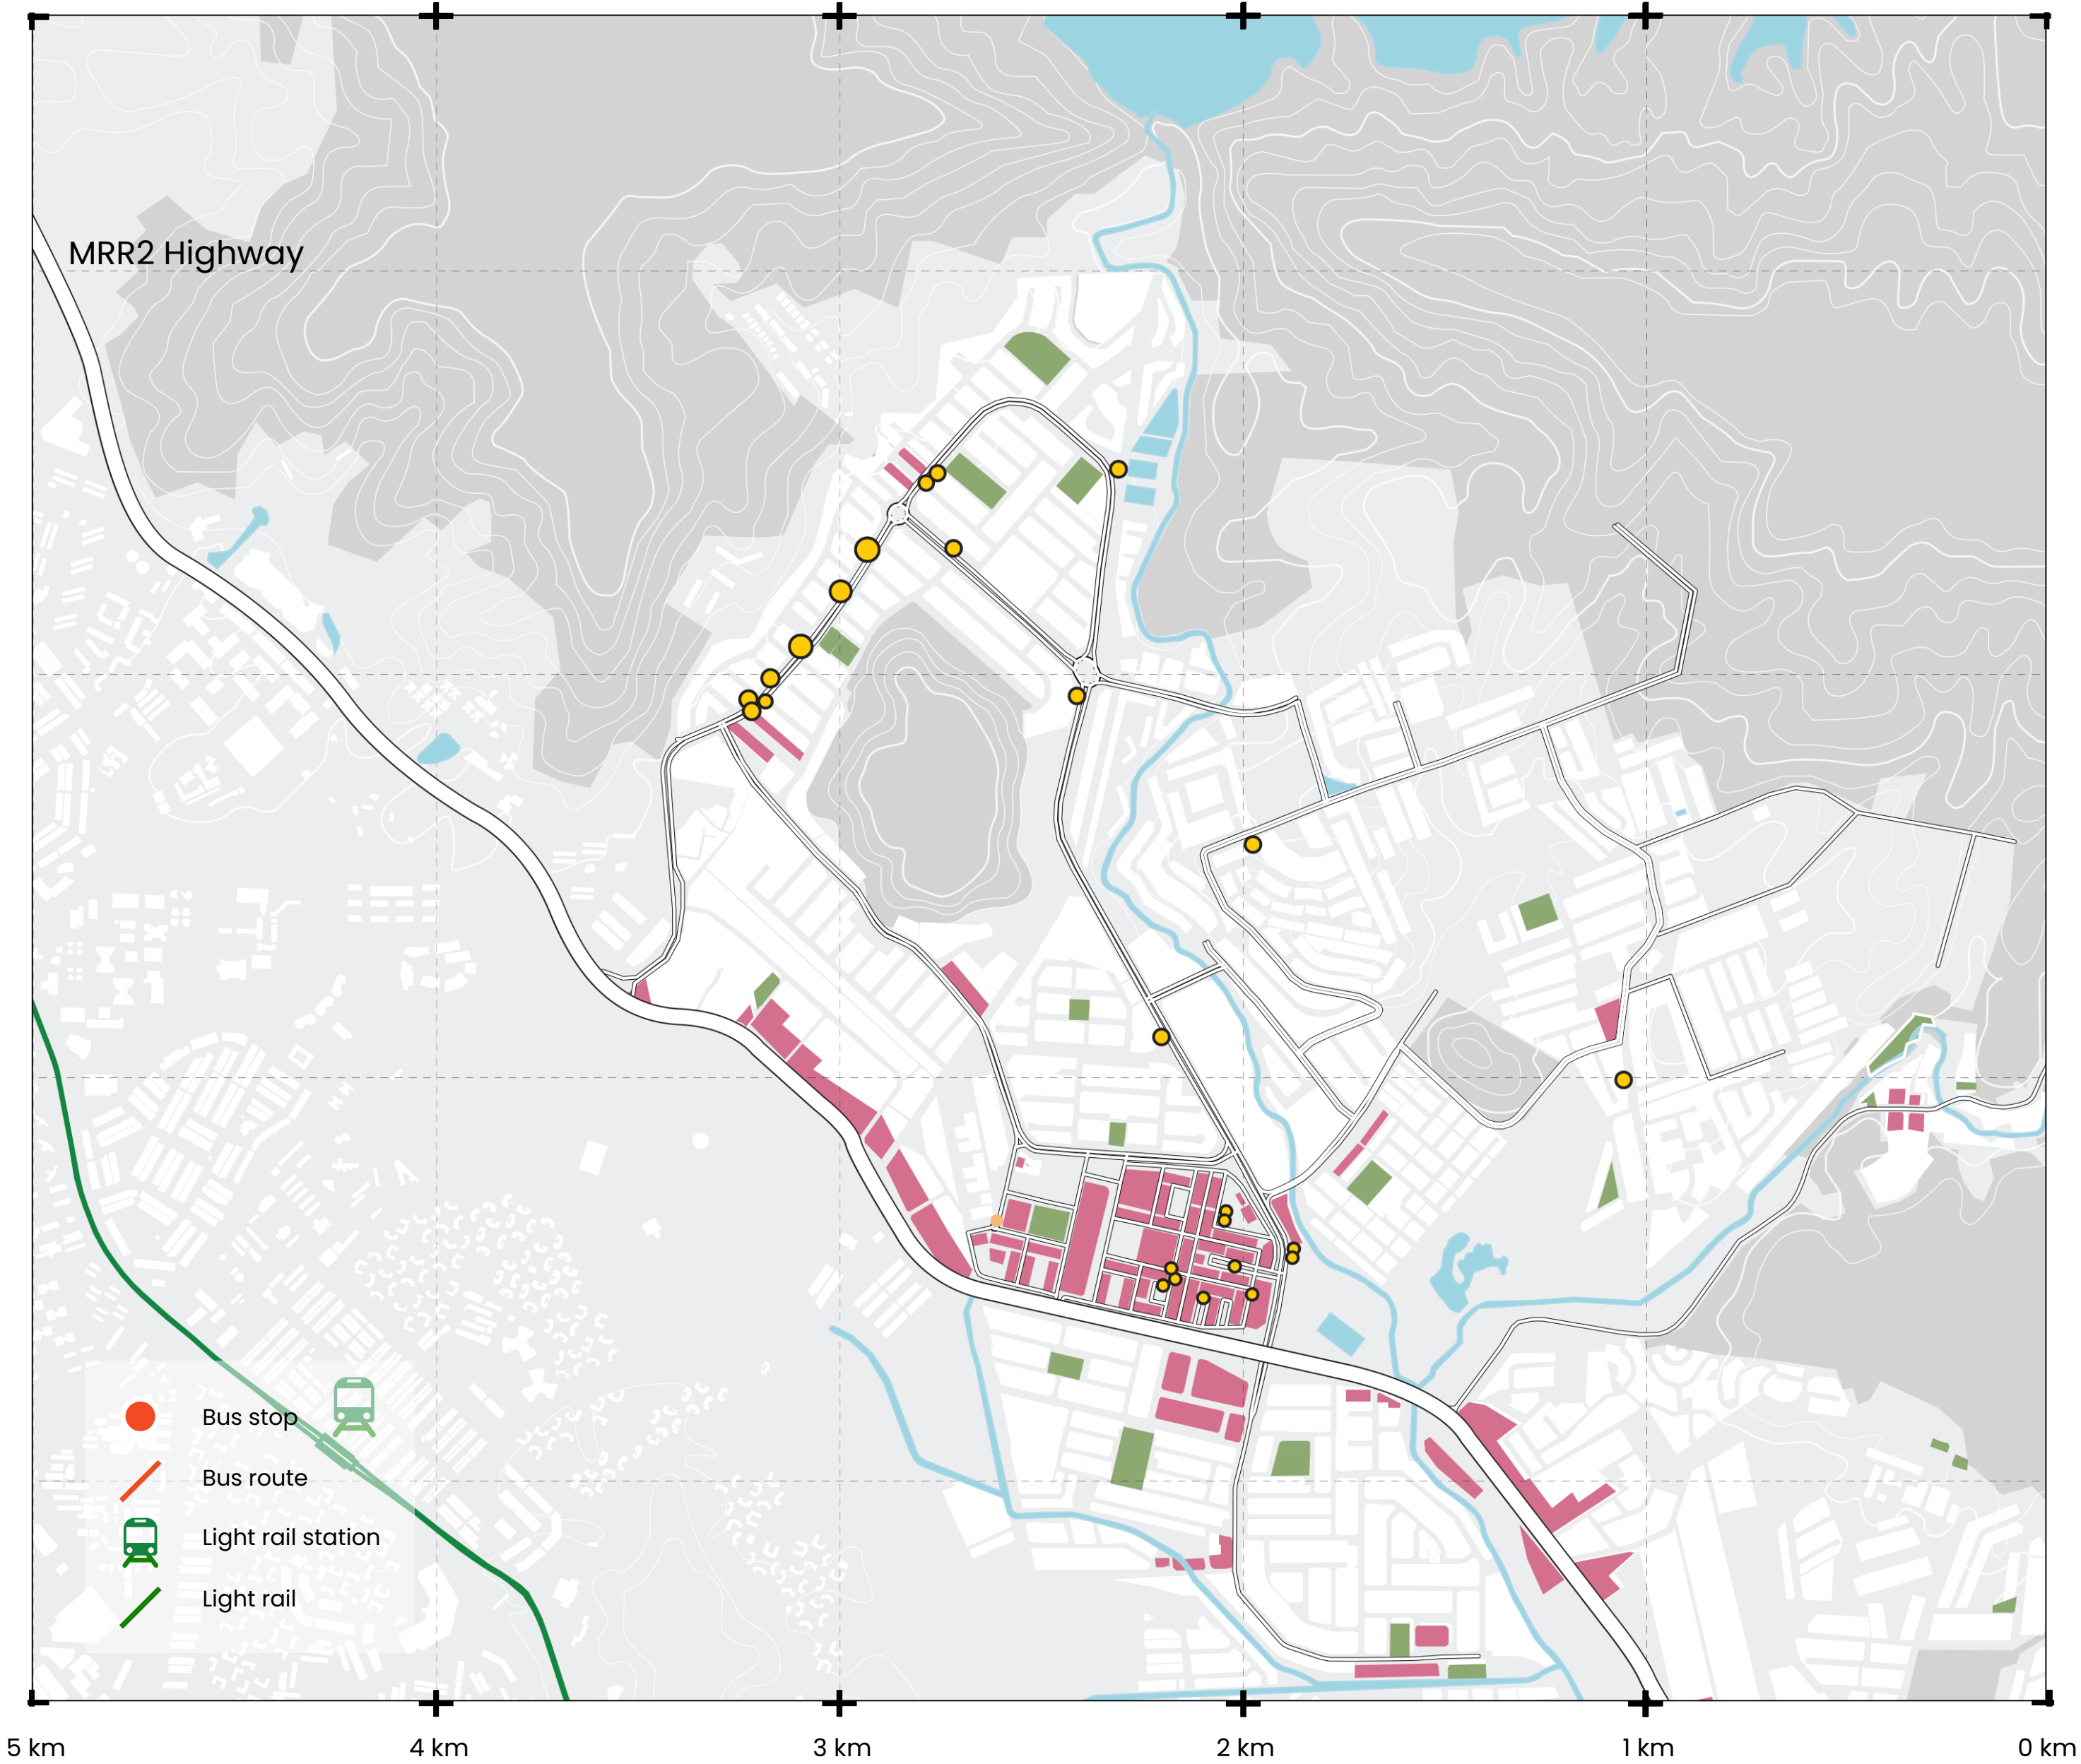 MRR2 Highway
Bus stop
Bus route
Light rail station
Light rail
5 km
4 km
3 km
2 km
1 km
0 km